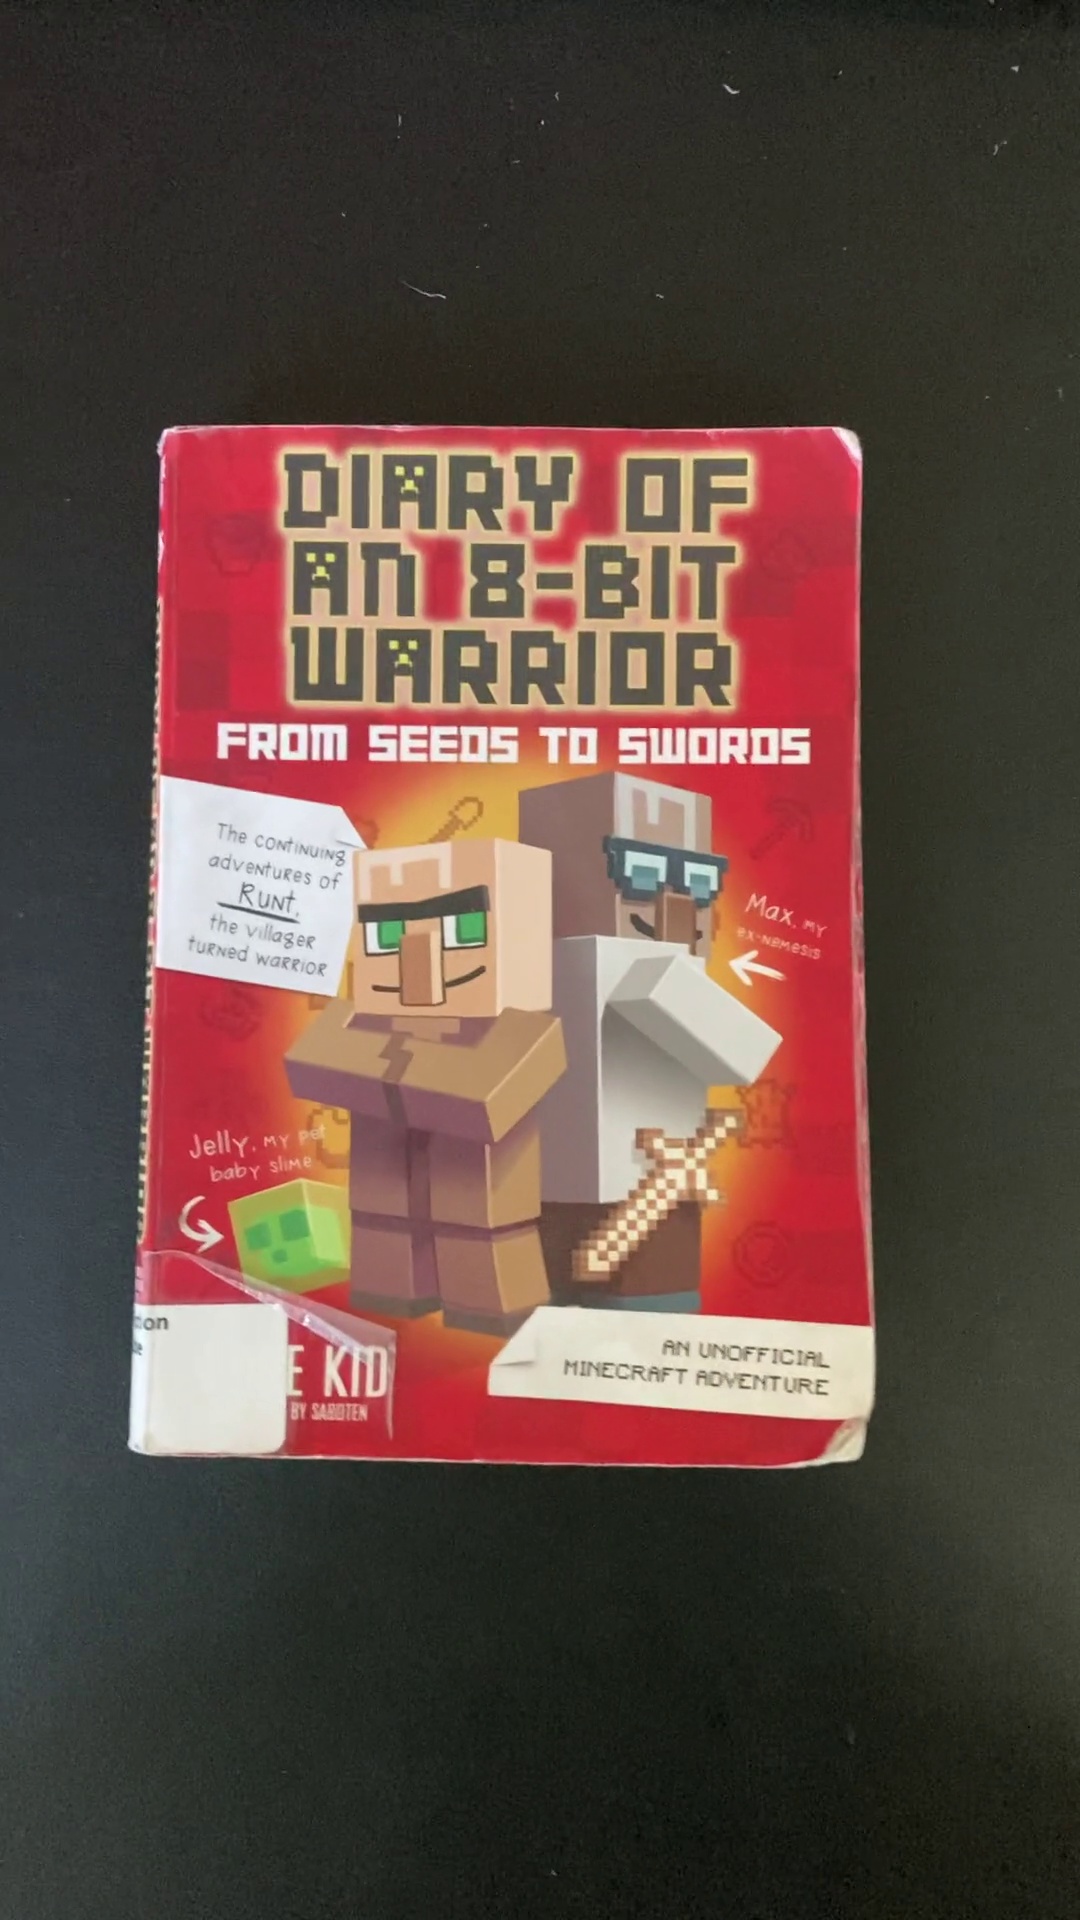 DIARY OF
AN 8-BIT
WARRIOR
FROM SEEDS TO SWORDS
The continuing
adventures of
Runt,
the villager
turned warrior
Max, my
ex-nemesis
Jelly, my pet
baby slime
E KID
BY SABOTEN
AN UNOFFICIAL
MINECRAFT ADVENTURE